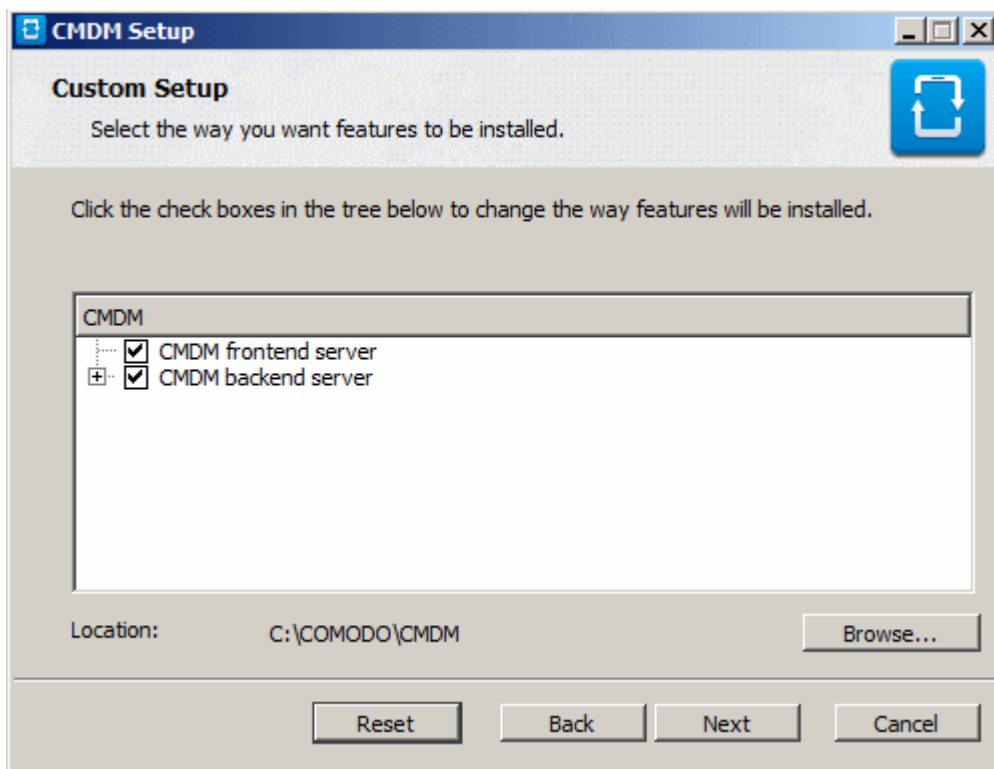 CMDM Setup
Custom Setup
Select the way you want features to be installed.
Click the check boxes in the tree below to change the way features will be installed.
CMDM
CMDM frontend server
CMDM backend server
Location: C:\COMODO\CMDM Browse...
Reset Back Next Cancel